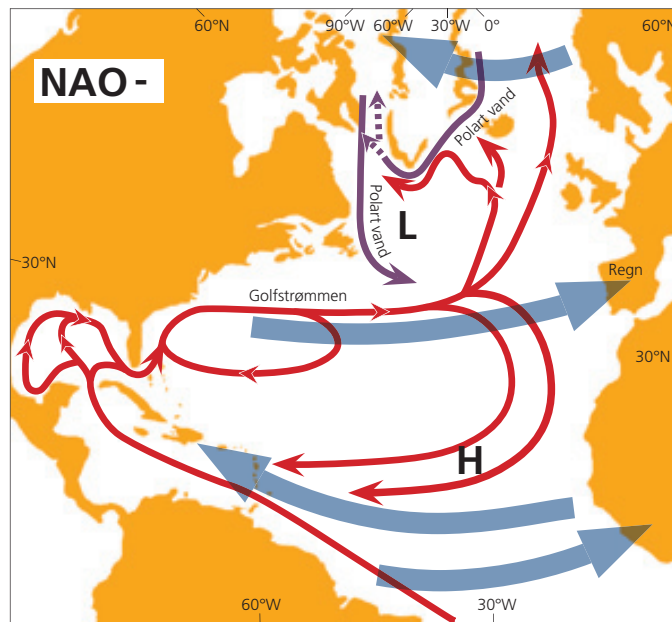 60°N
90°W
60°W
30°W
0°
60°N
NAO -
Polart vand
Polart vand
L
30°N
Golfstrømmen
Regn
30°N
H
60°W
30°W